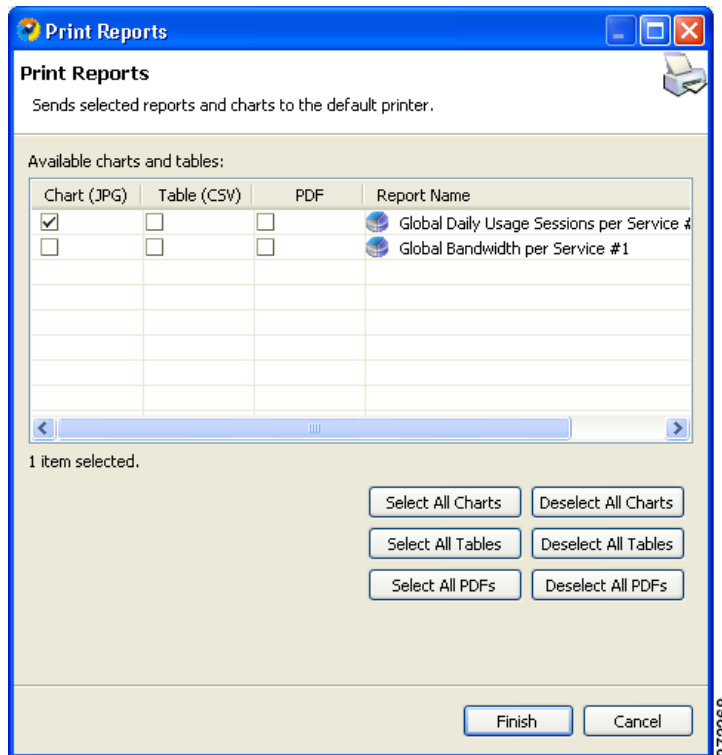 Print Reports
Print Reports
Sends selected reports and charts to the default printer.
Available charts and tables:
Chart (JPG) Table (CSV) PDF Report Name
Global Daily Usage Sessions per Service #
Global Bandwidth per Service #1
1 item selected.
Select All Charts Deselect All Charts
Select All Tables Deselect All Tables
Select All PDFs Deselect All PDFs
Finish Cancel